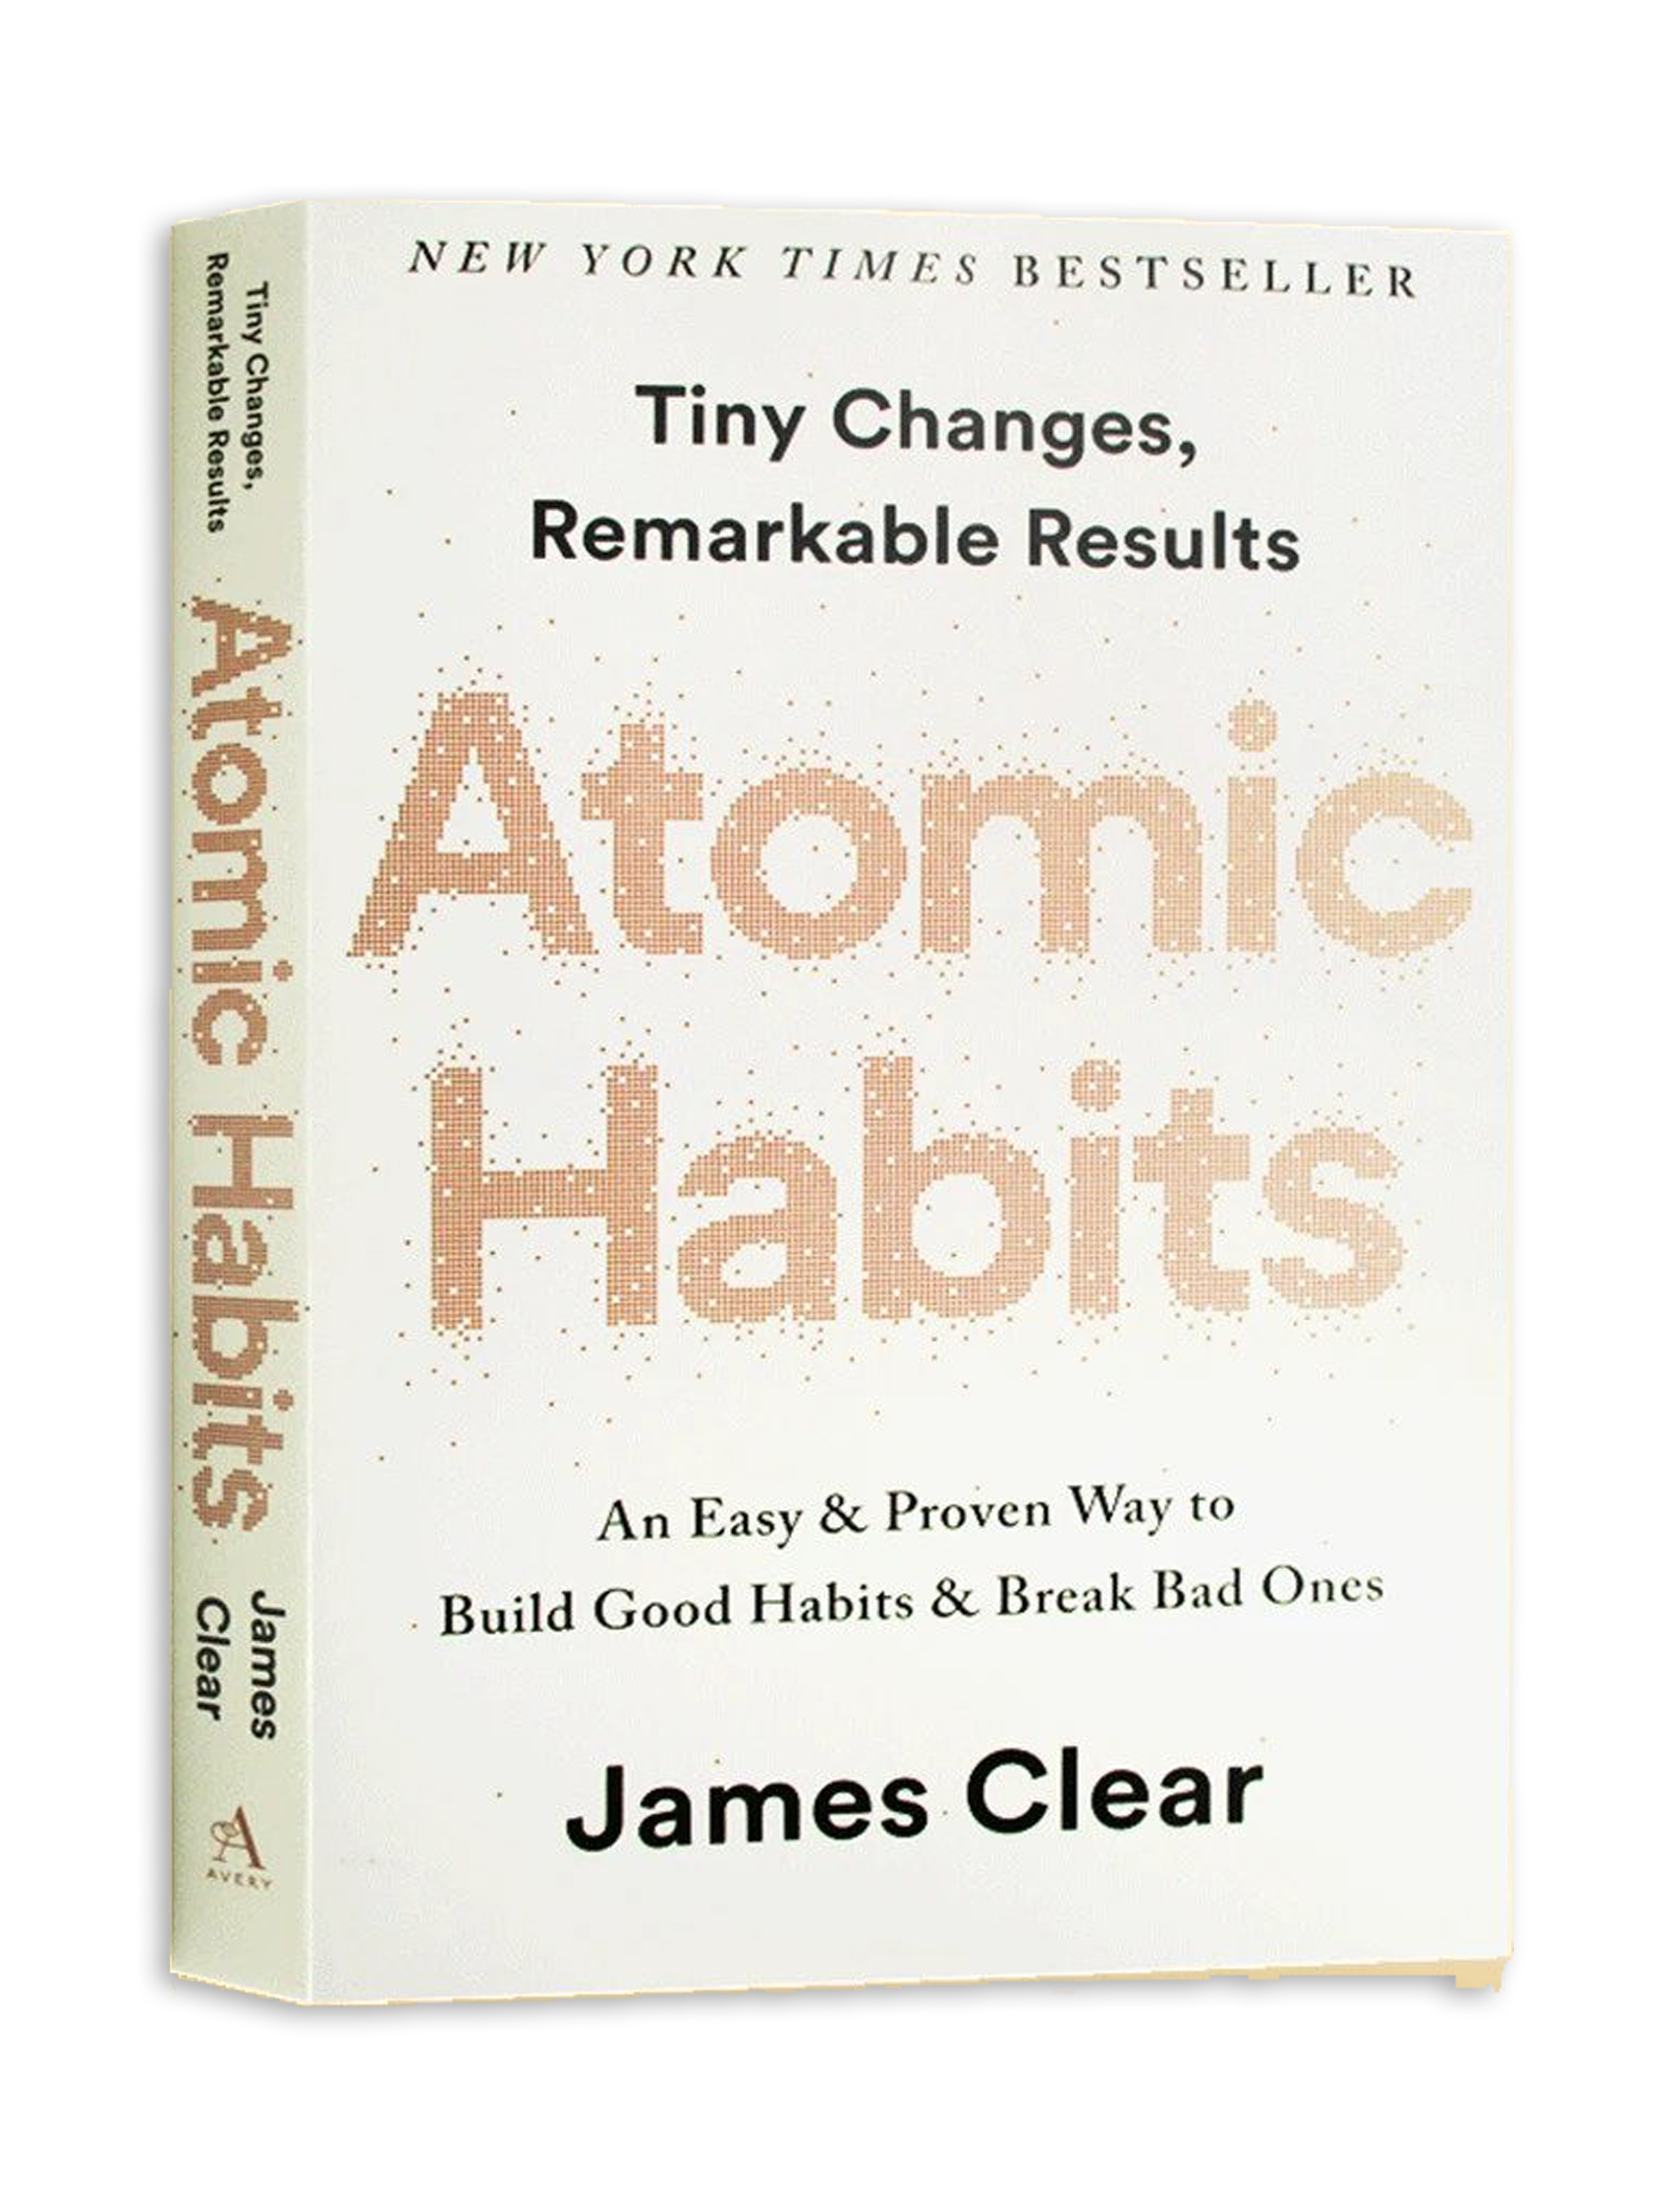 NEW YORK TIMES BESTSELLER
Tiny Changes,
Remarkable Results
Atomic
Habits
An Easy & Proven Way to
Build Good Habits & Break Bad Ones
James Clear
Tiny Changes,
Remarkable Results
Atomic Habits
James
Clear
A
AVERY